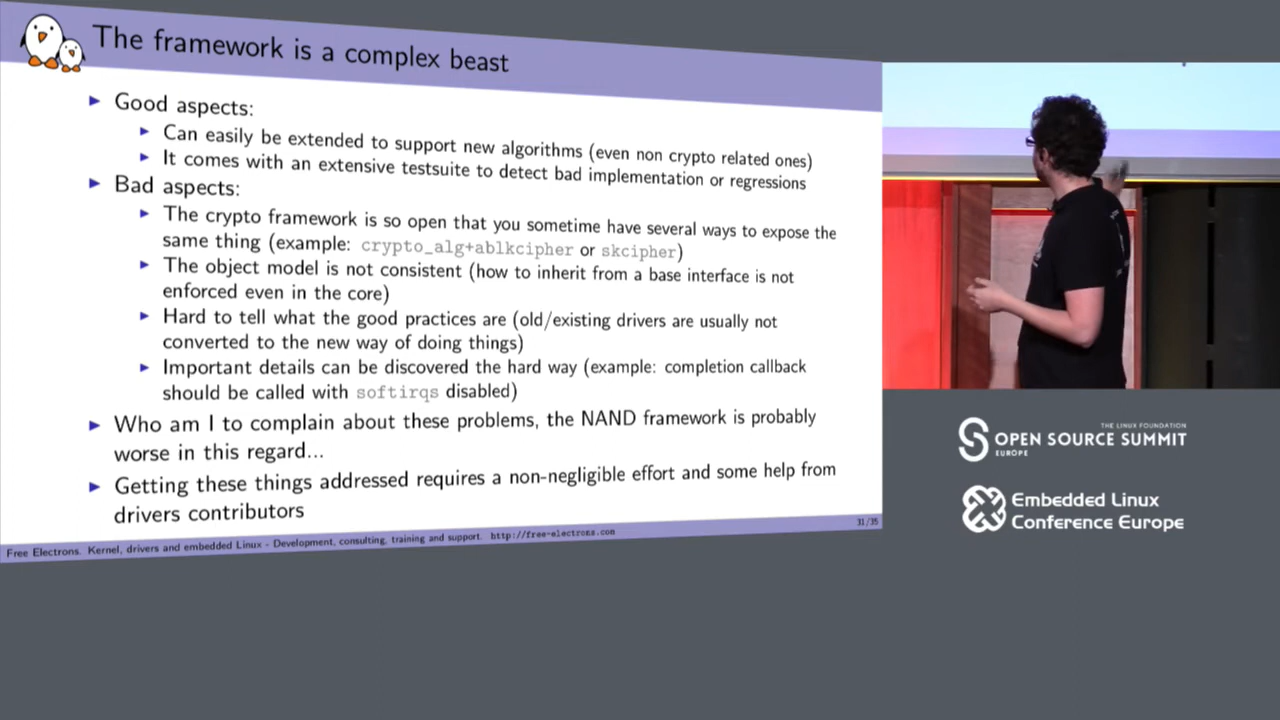 The framework is a complex beast
Good aspects:
Can easily be extended to support new algorithms (even non crypto related ones)
It comes with an extensive testsuite to detect bad implementation or regressions
Bad aspects:
The crypto framework is so open that you sometime have several ways to expose the
same thing (example: crypto_alg+ablkcipher or skcipher)
The object model is not consistent (how to inherit from a base interface is not
enforced even in the core)
Hard to tell what the good practices are (old/existing drivers are usually not
converted to the new way of doing things)
Important details can be discovered the hard way (example: completion callback
should be called with softirqs disabled)
Who am I to complain about these problems, the NAND framework is probably
worse in this regard...
Getting these things addressed requires a non-negligible effort and some help from
drivers contributors
Free Electrons. Kernel, drivers and embedded Linux - Development, consulting, training and support. http://free-electrons.com
31/35
THE LINUX FOUNDATION
OPEN SOURCE SUMMIT
EUROPE
Embedded Linux
Conference Europe